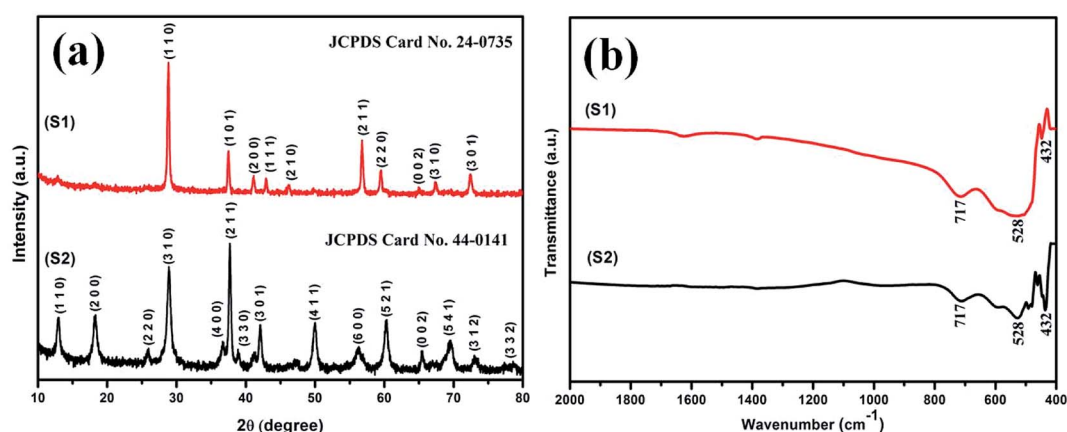 (a)
JCPDS Card No. 24-0735
(S1)
(1 1 0)
(1 0 1)
(2 0 0)
(1 1 1)
(2 1 0)
(2 1 1)
(2 2 0)
(0 0 2)
(3 1 0)
(3 0 1)
JCPDS Card No. 44-0141
(S2)
(1 1 0)
(2 0 0)
(2 2 0)
(3 1 0)
(4 0 0)
(2 1 1)
(3 3 0)
(3 0 1)
(4 1 1)
(6 0 0)
(5 2 1)
(0 0 2)
(5 4 1)
(3 1 2)
(3 3 2)
Intensity (a.u.)
10 20 30 40 50 60 70 80
2θ (degree)
(b)
(S1)
717
528
432
(S2)
717
528
432
Transmittance (a.u.)
2000 1800 1600 1400 1200 1000 800 600 400
Wavenumber (cm⁻¹)